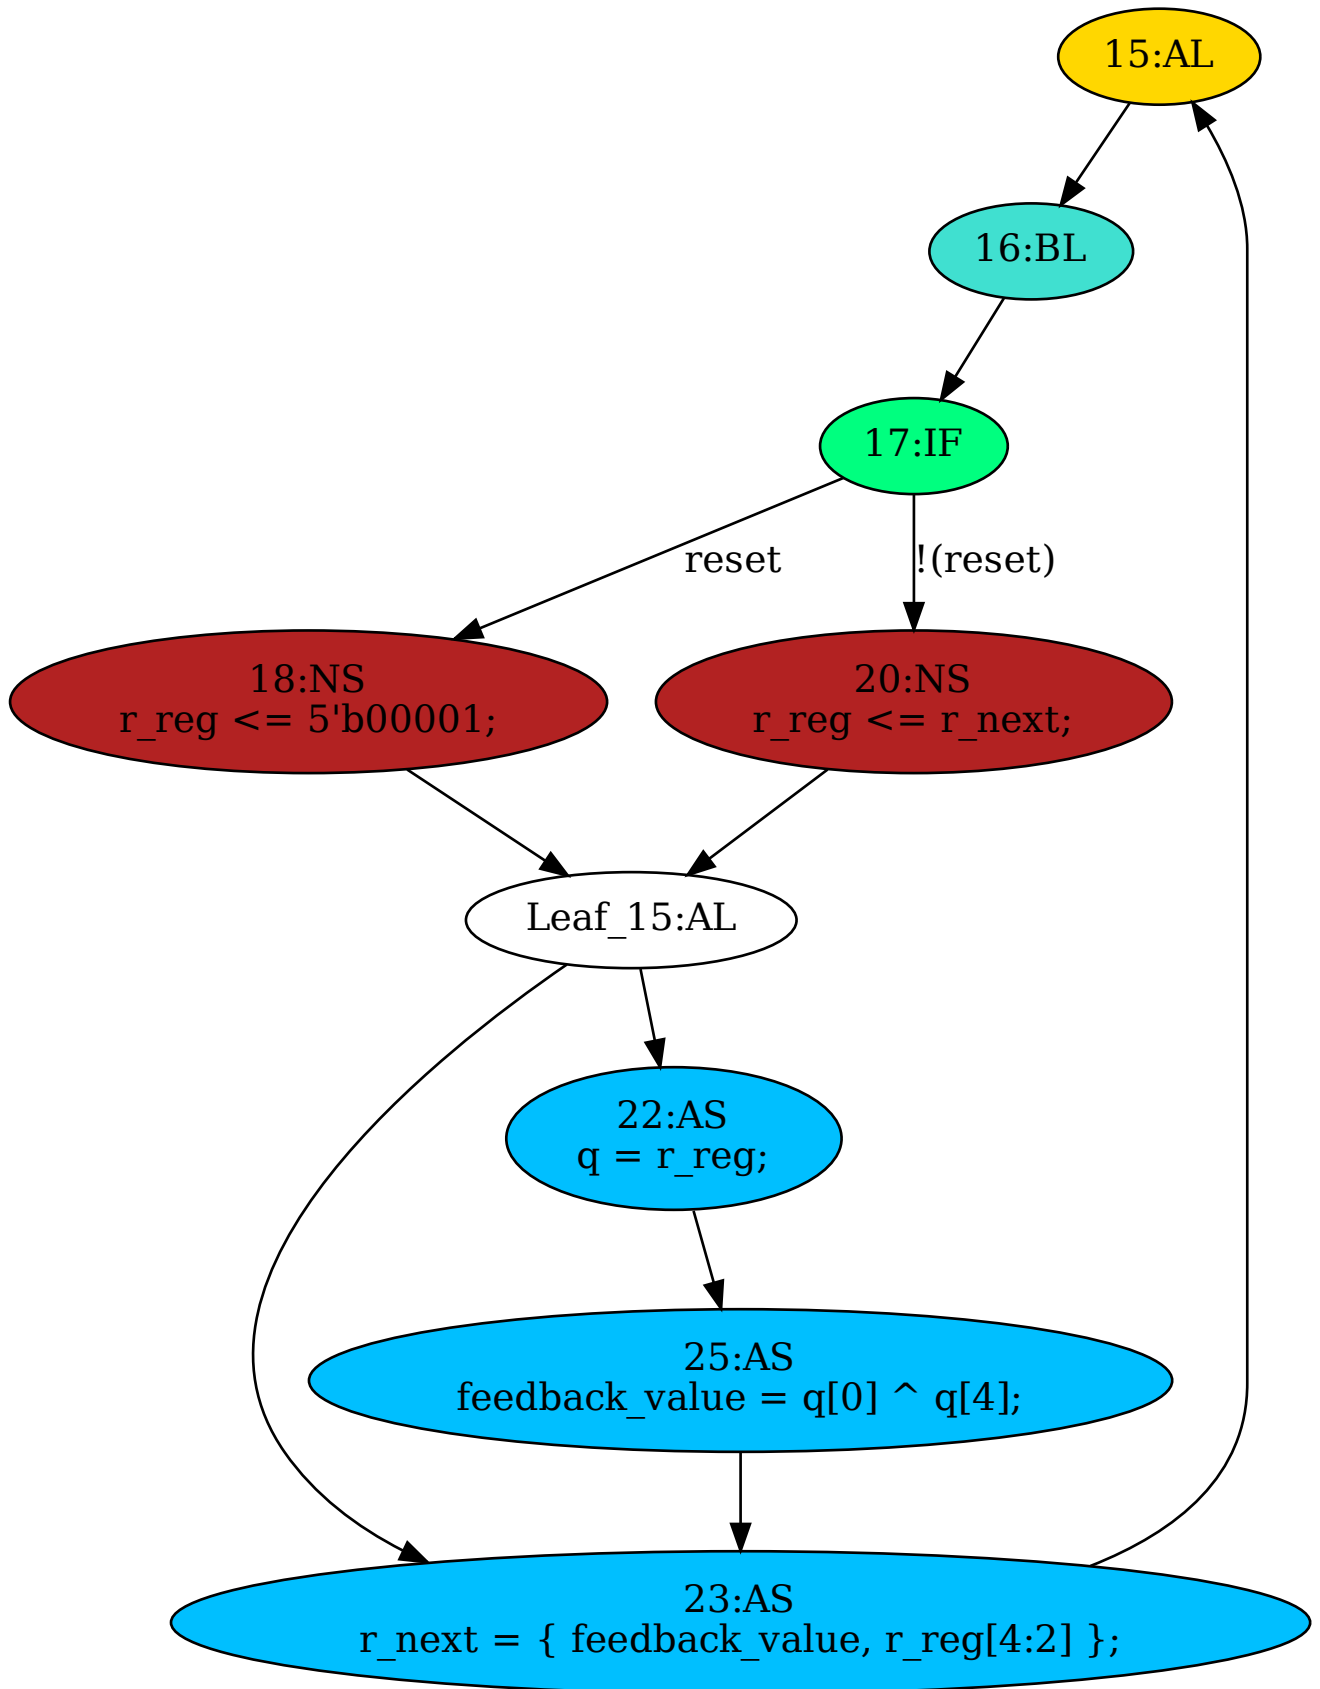 15:AL
16:BL
17:IF
reset
!(reset)
18:NS
r_reg <= 5'b00001;
20:NS
r_reg <= r_next;
Leaf_15:AL
22:AS
q = r_reg;
25:AS
feedback_value = q[0] ^ q[4];
23:AS
r_next = { feedback_value, r_reg[4:2] };